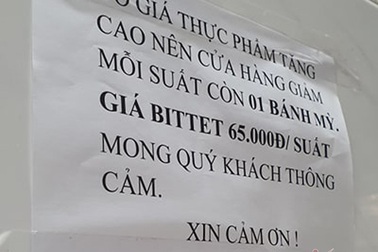 O GIÁ THỰC PHẨM TĂNG
CAO NÊN CỬA HÀNG GIẢM
MỖI SUẤT CÒN 01 BÁNH MỲ.
GIÁ BITTET 65.000Đ/ SUẤT
MONG QUÝ KHÁCH THÔNG
CẢM.
XIN CẢM ƠN !